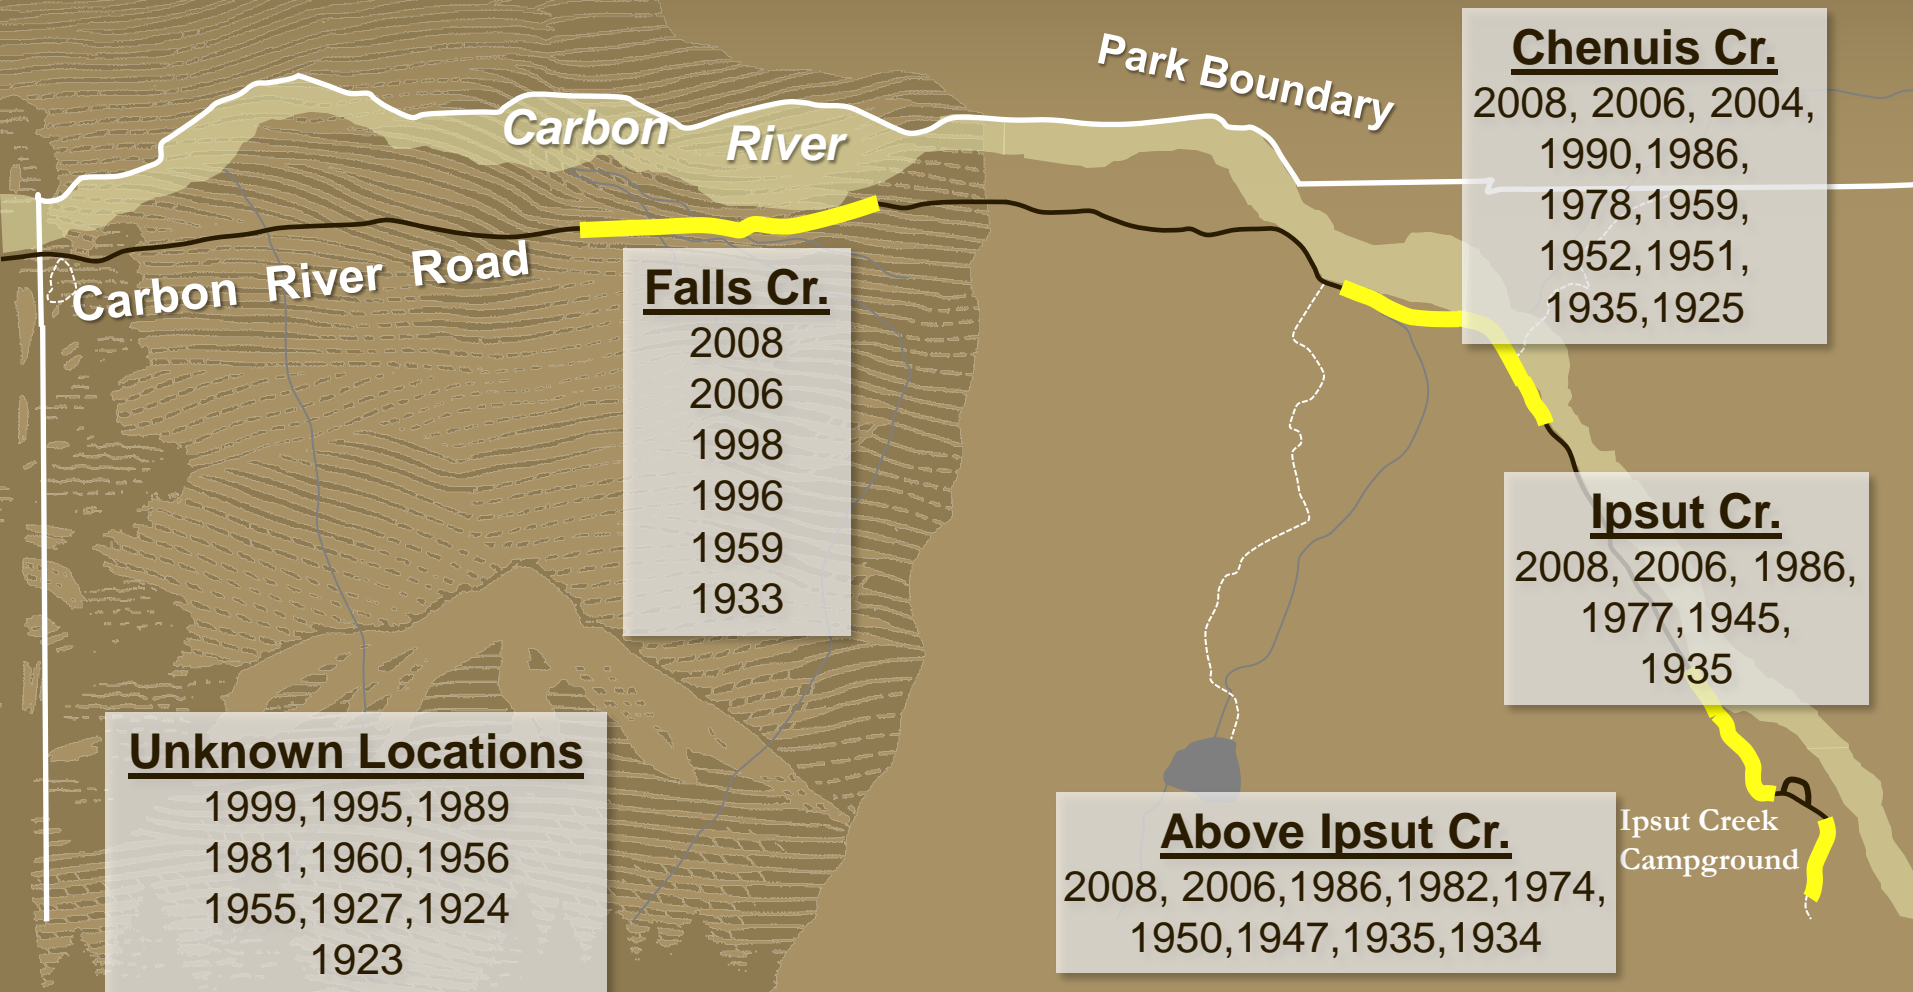 Park Boundary
Carbon River
Carbon River Road
Chenuis Cr.
2008, 2006, 2004,
1990,1986,
1978,1959,
1952,1951,
1935,1925
Falls Cr.
2008
2006
1998
1996
1959
1933
Ipsut Cr.
2008, 2006, 1986,
1977,1945,
1935
Unknown Locations
1999,1995,1989
1981,1960,1956
1955,1927,1924
1923
Above Ipsut Cr.
2008, 2006,1986,1982,1974,
1950,1947,1935,1934
Ipsut Creek
Campground